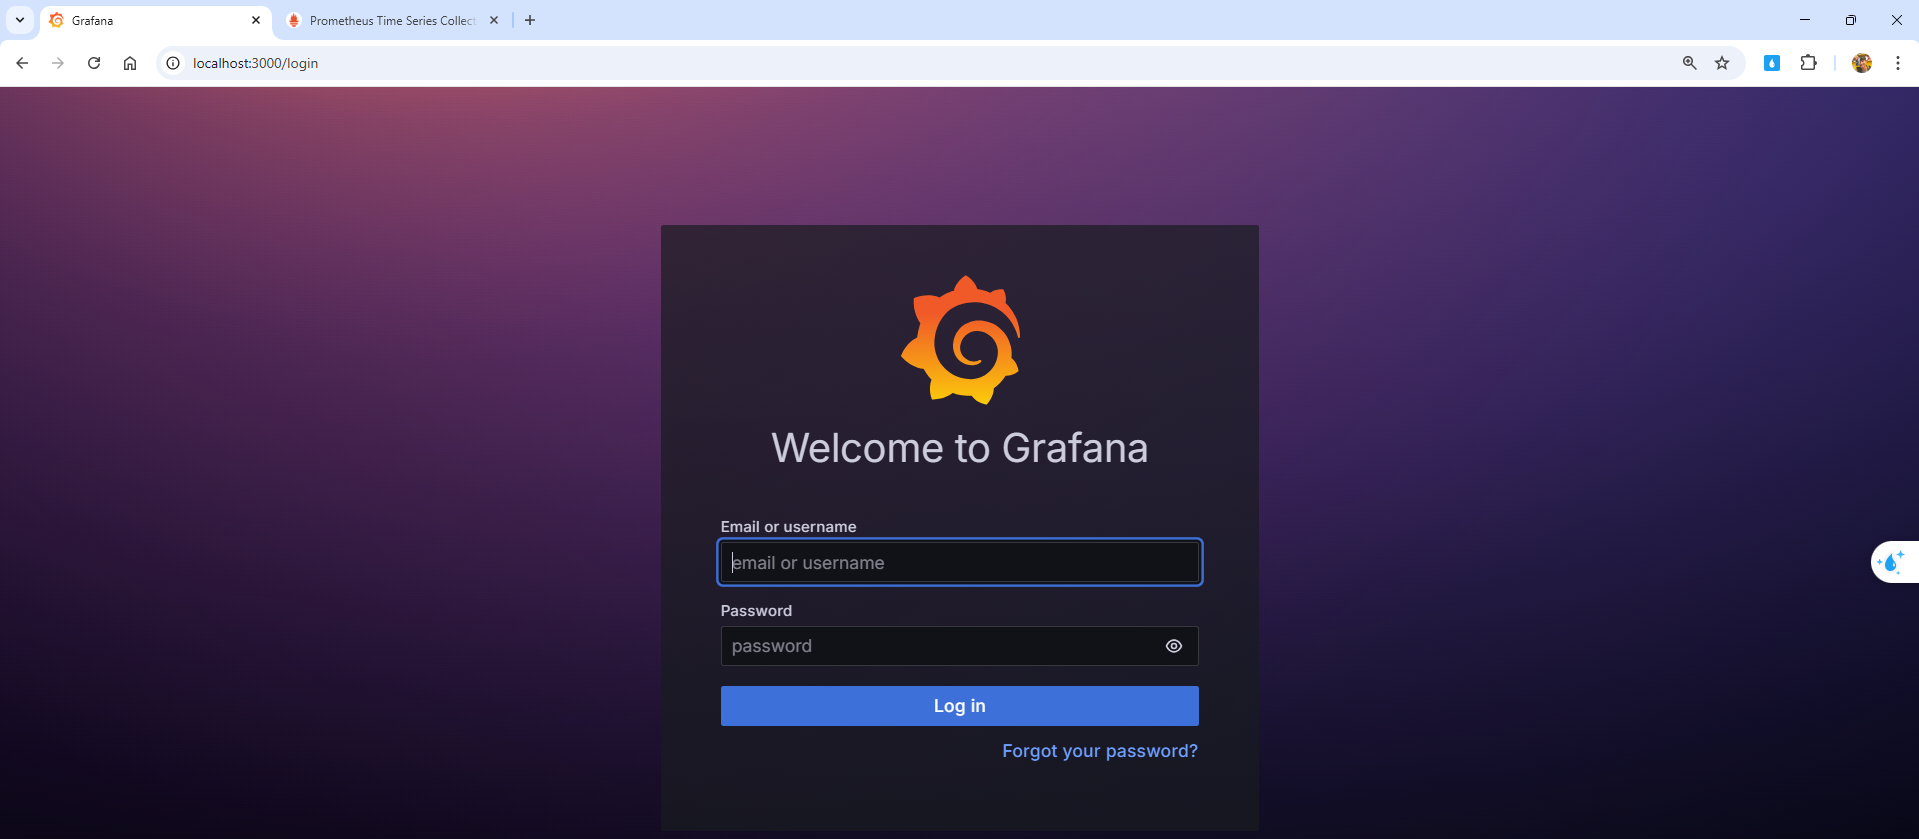 Grafana
Prometheus Time Series Collect
localhost:3000/login
Welcome to Grafana
Email or username
email or username
Password
password
Log in
Forgot your password?